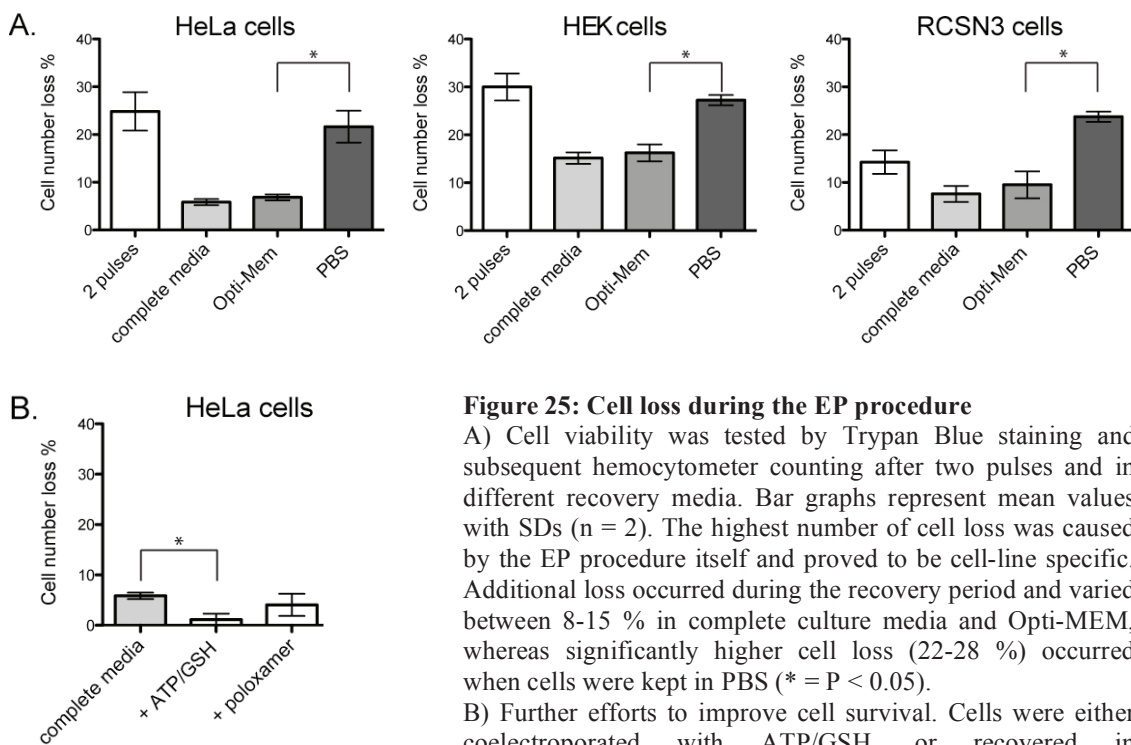 A.
HeLa cells
HEK cells
RCSN3 cells
Cell number loss %
40
30
20
10
0
*
2 pulses
complete media
Opti-Mem
PBS
Cell number loss %
40
30
20
10
0
*
2 pulses
complete media
Opti-Mem
PBS
Cell number loss %
40
30
20
10
0
*
2 pulses
complete media
Opti-Mem
PBS
B.
HeLa cells
Cell number loss %
40
30
20
10
0
*
complete media
+ ATP/GSH
+ poloxamer
Figure 25: Cell loss during the EP procedure
A) Cell viability was tested by Trypan Blue staining and
subsequent hemocytometer counting after two pulses and in
different recovery media. Bar graphs represent mean values
with SDs (n = 2). The highest number of cell loss was caused
by the EP procedure itself and proved to be cell-line specific.
Additional loss occurred during the recovery period and varied
between 8-15 % in complete culture media and Opti-MEM,
whereas significantly higher cell loss (22-28 %) occurred
when cells were kept in PBS (* = P < 0.05).
B) Further efforts to improve cell survival. Cells were either
coelectroporated with ATP/GSH or recovered in